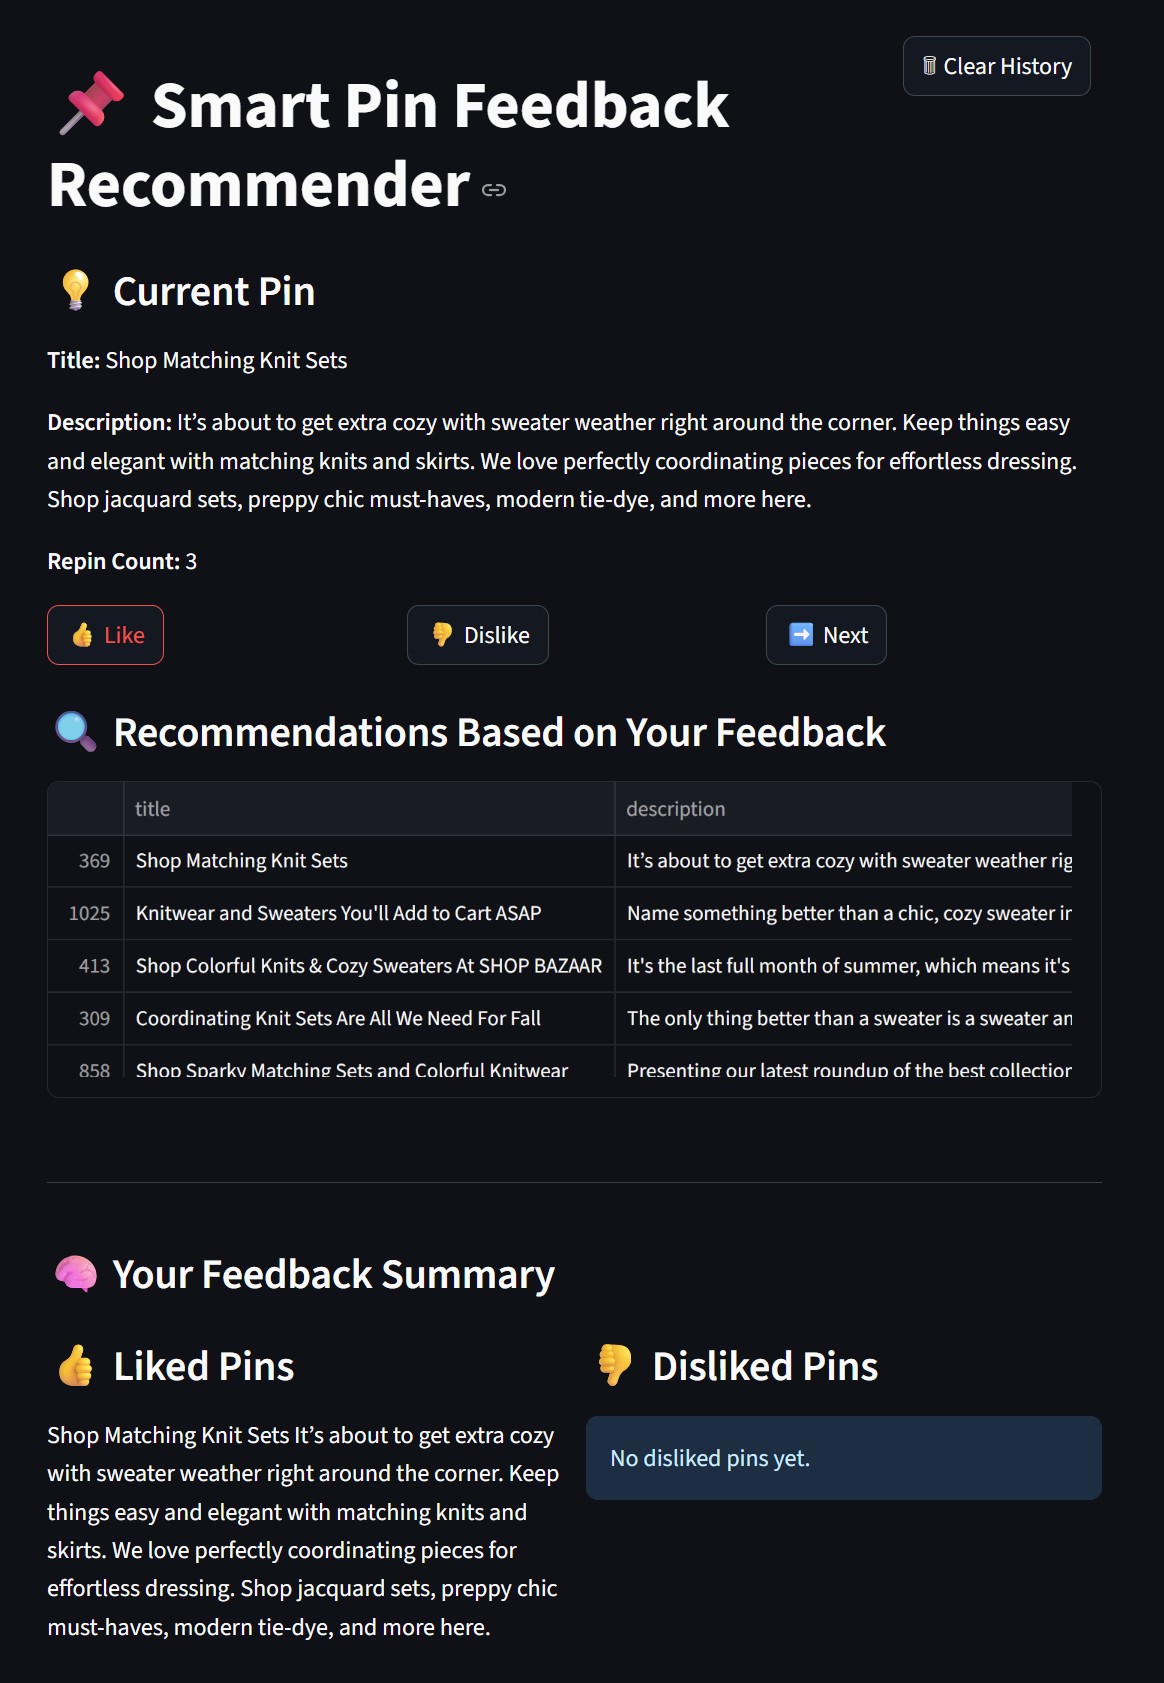 Clear History
Smart Pin Feedback
Recommender
Current Pin
Title: Shop Matching Knit Sets
Description: It’s about to get extra cozy with sweater weather right around the corner. Keep things easy
and elegant with matching knits and skirts. We love perfectly coordinating pieces for effortless dressing.
Shop jacquard sets, preppy chic must-haves, modern tie-dye, and more here.
Repin Count: 3
Like Dislike Next
Recommendations Based on Your Feedback
title description
369 Shop Matching Knit Sets It’s about to get extra cozy with sweater weather rig
1025 Knitwear and Sweaters You'll Add to Cart ASAP Name something better than a chic, cozy sweater in
413 Shop Colorful Knits & Cozy Sweaters At SHOP BAZAAR It's the last full month of summer, which means it's
309 Coordinating Knit Sets Are All We Need For Fall The only thing better than a sweater is a sweater an
858 Shop Sparky Matching Sets and Colorful Knitwear Presenting our latest roundup of the best collection
Your Feedback Summary
Liked Pins
Shop Matching Knit Sets It’s about to get extra cozy
with sweater weather right around the corner. Keep
things easy and elegant with matching knits and
skirts. We love perfectly coordinating pieces for
effortless dressing. Shop jacquard sets, preppy chic
must-haves, modern tie-dye, and more here.
Disliked Pins
No disliked pins yet.